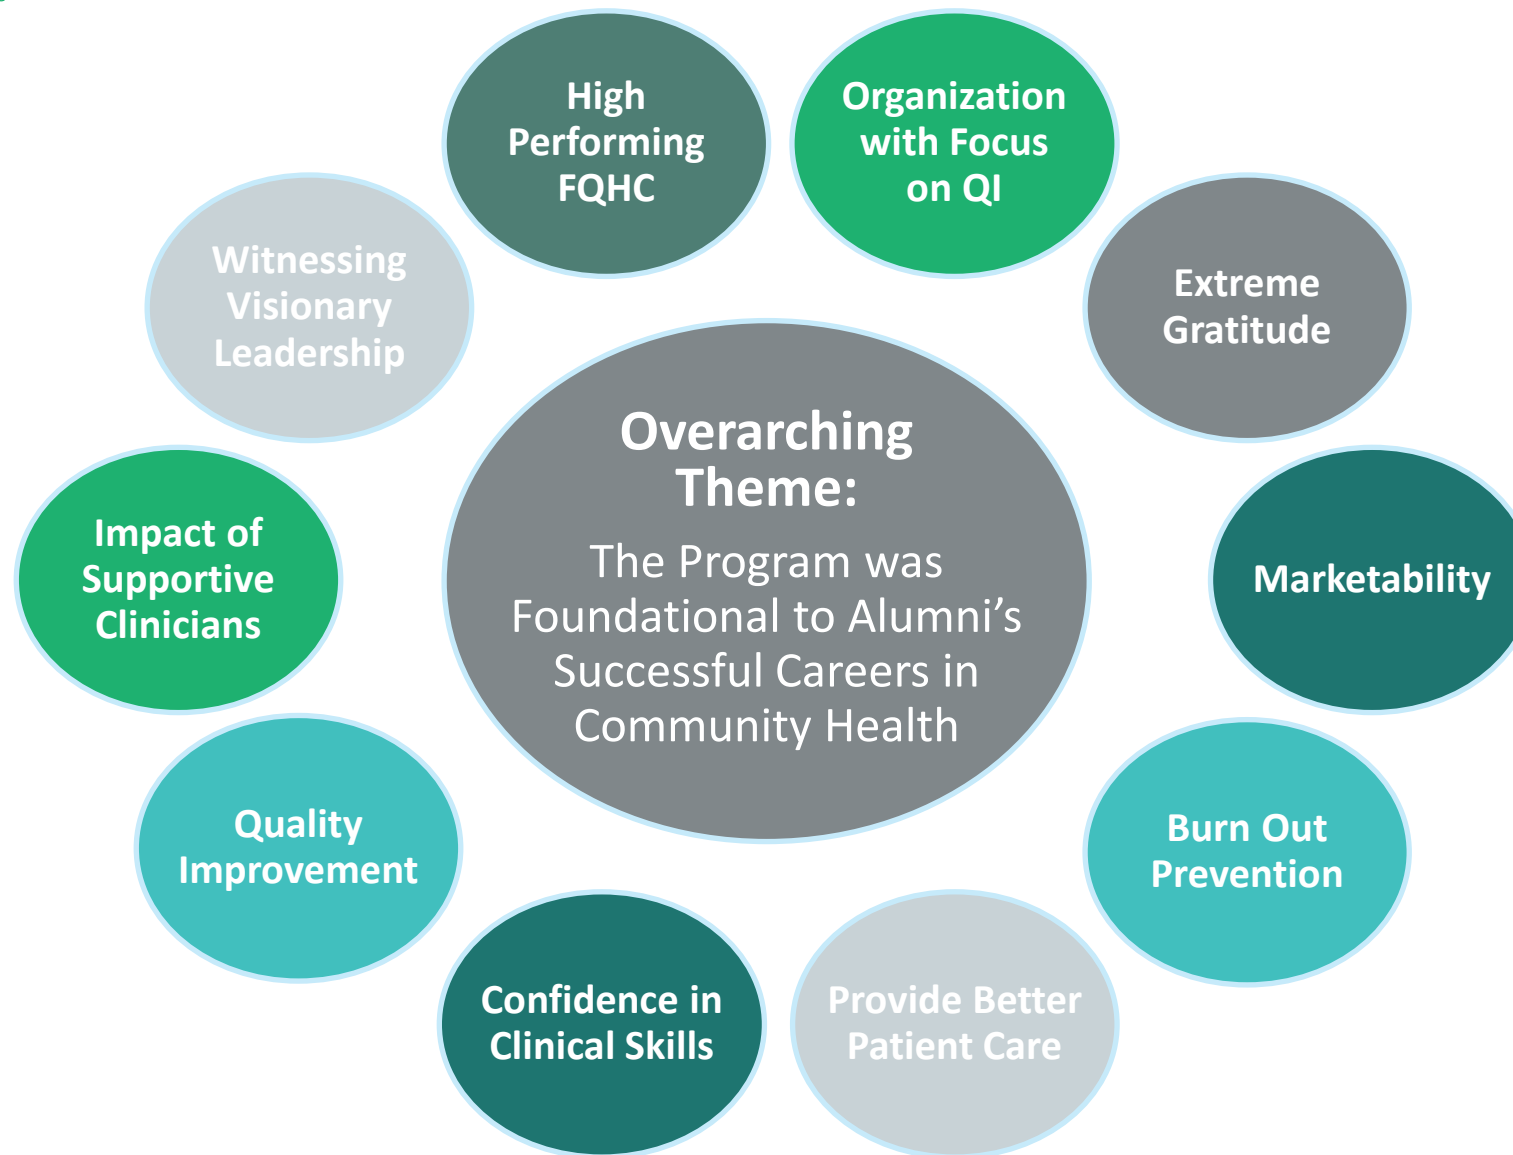 High
Performing
FQHC
Organization
with Focus
on QI
Witnessing
Visionary
Leadership
Extreme
Gratitude
Overarching
Theme:
The Program was
Foundational to Alumni’s
Successful Careers in
Community Health
Impact of
Supportive
Clinicians
Marketability
Quality
Improvement
Burn Out
Prevention
Confidence in
Clinical Skills
Provide Better
Patient Care